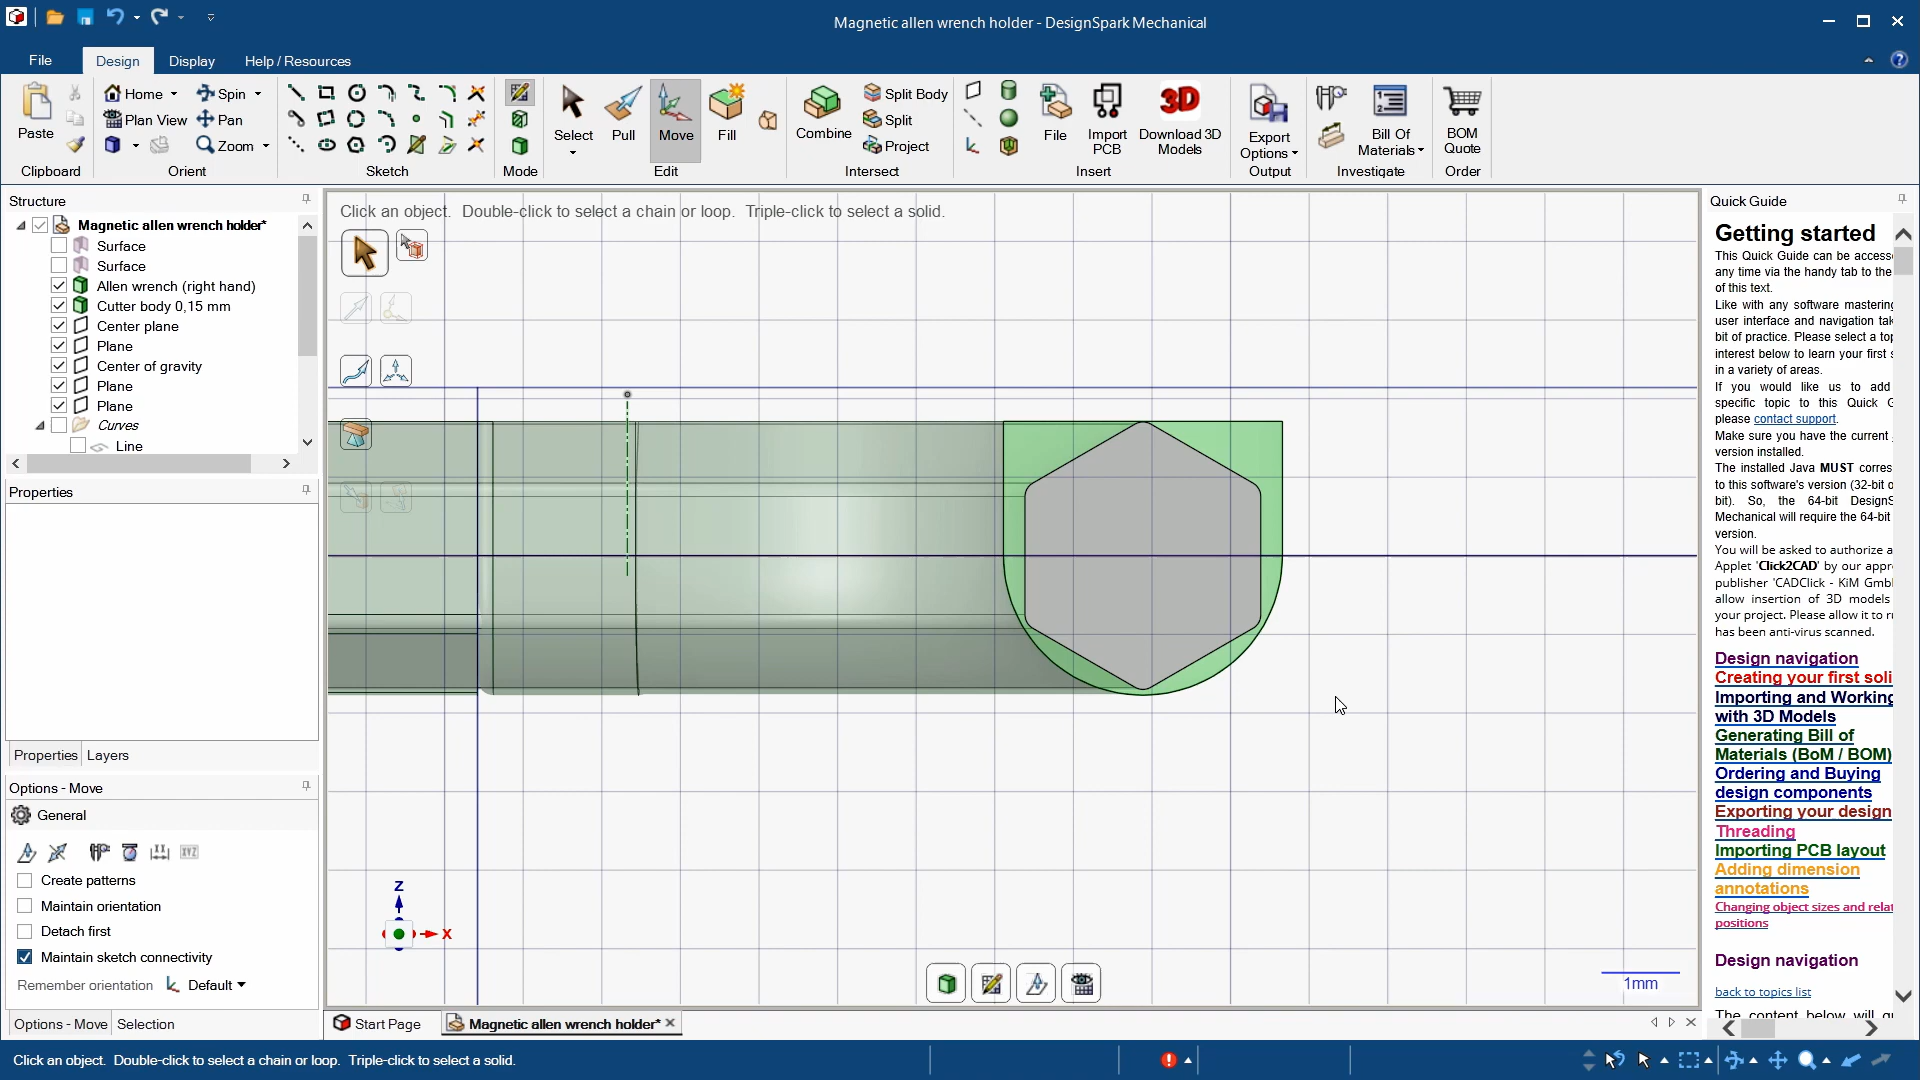 Magnetic allen wrench holder - DesignSpark Mechanical
File
Design
Display
Help / Resources
Paste
Clipboard
Home
Spin
Plan View
Pan
Zoom
Orient
Sketch
Mode
Select
Pull
Move
Fill
Edit
Combine
Split Body
Split
Project
Intersect
File
Import PCB
Download 3D Models
Insert
Export Options
Output
Bill Of Materials
Investigate
BOM Quote
Order
Structure
Magnetic allen wrench holder*
Surface
Surface
Allen wrench (right hand)
Cutter body 0,15 mm
Center plane
Plane
Center of gravity
Plane
Plane
Curves
Line
Properties
Properties
Layers
Options - Move
General
Create patterns
Maintain orientation
Detach first
Maintain sketch connectivity
Remember orientation
Default
Options - Move
Selection
Click an object. Double-click to select a chain or loop. Triple-click to select a solid.
Z
X
1mm
Start Page
Magnetic allen wrench holder*
Quick Guide
Getting started
This Quick Guide can be access
any time via the handy tab to the
of this text.
Like with any software mastering
user interface and navigation tak
bit of practice. Please select a top
interest below to learn your first s
in a variety of areas.
If you would like us to add
specific topic to this Quick G
please contact support.
Make sure you have the current
version installed.
The installed Java MUST corres
to this software's version (32-bit o
bit). So, the 64-bit DesignS
Mechanical will require the 64-bit
version.
You will be asked to authorize a
Applet 'Click2CAD' by our appr
publisher 'CADClick - KiM Gmb
allow insertion of 3D models
your project. Please allow it to r
has been anti-virus scanned.
Design navigation
Creating your first soli
Importing and Working
with 3D Models
Generating Bill of
Materials (BoM / BOM)
Ordering and Buying
design components
Exporting your design
Threading
Importing PCB layout
Adding dimension
annotations
Changing object sizes and relat
positions
Design navigation
back to topics list
The content below will
Click an object. Double-click to select a chain or loop. Triple-click to select a solid.